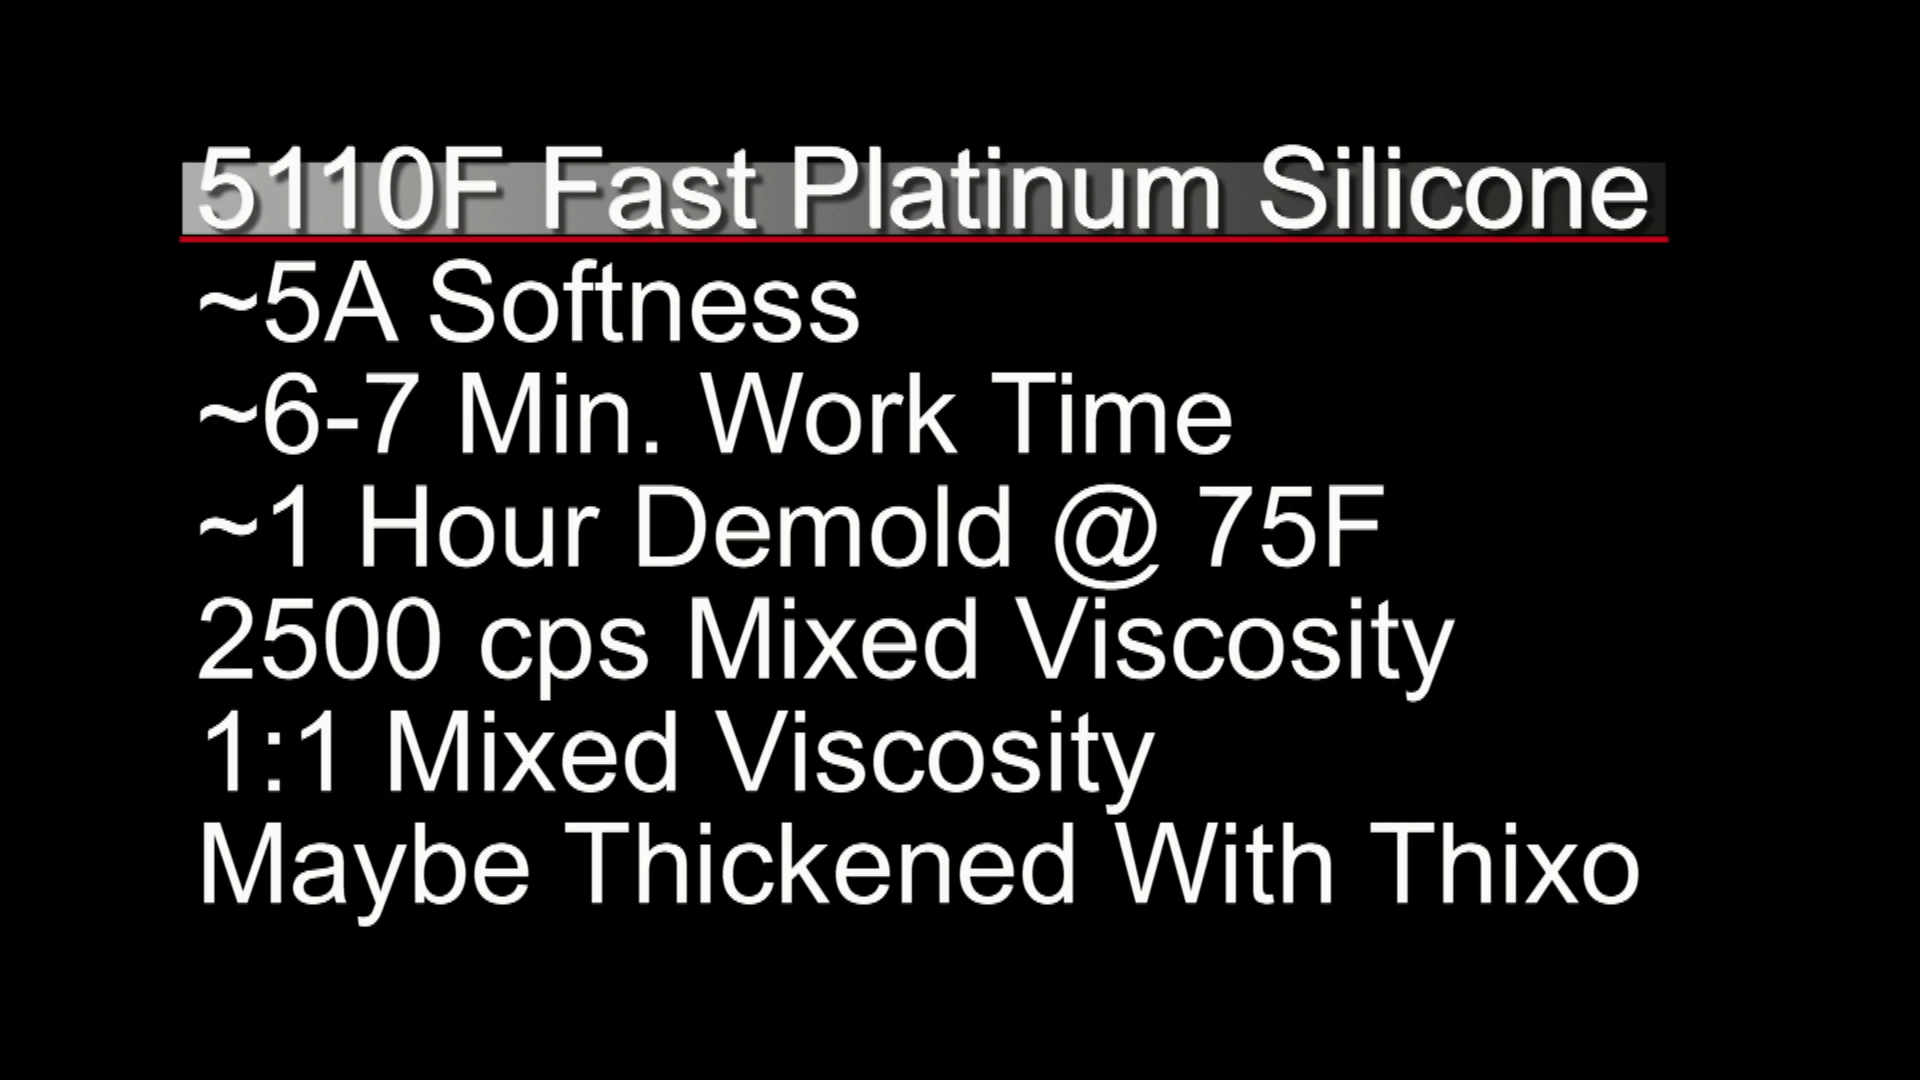 5110F Fast Platinum Silicone
~5A Softness
~6-7 Min. Work Time
~1 Hour Demold @ 75F
2500 cps Mixed Viscosity
1:1 Mixed Viscosity
Maybe Thickened With Thixo